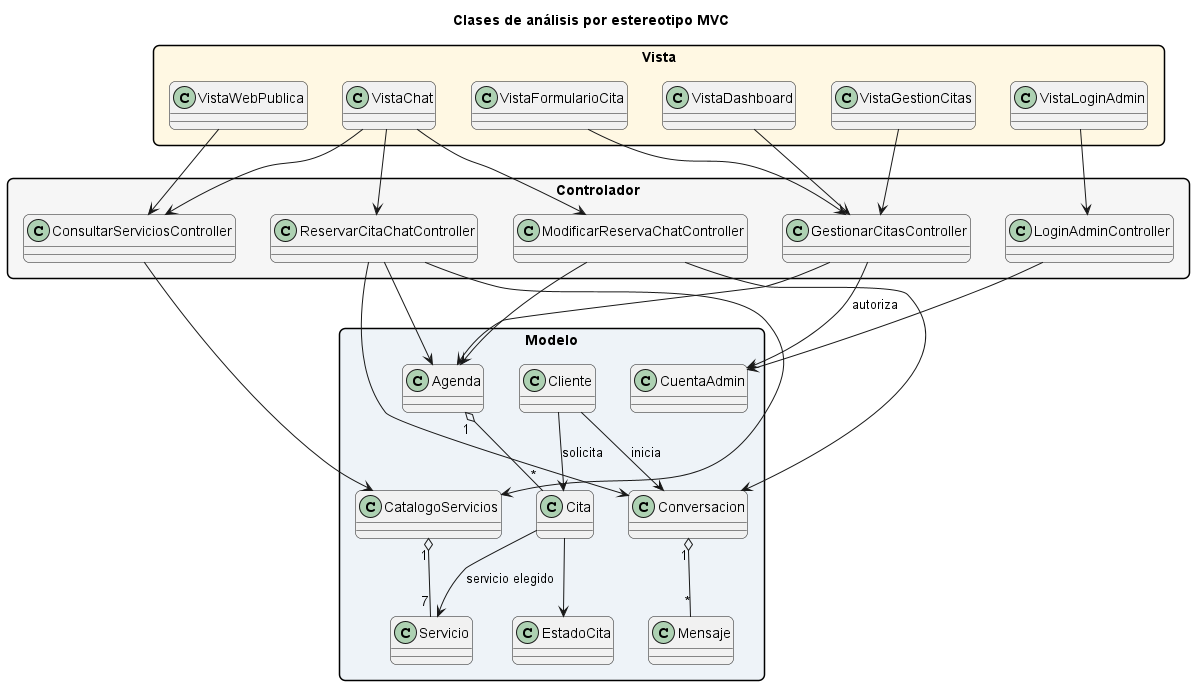 Clases de análisis por estereotipo MVC
Vista
C VistaWebPublica
C VistaChat
C VistaFormularioCita
C VistaDashboard
C VistaGestionCitas
C VistaLoginAdmin
Controlador
C ConsultarServiciosController
C ReservarCitaChatController
C ModificarReservaChatController
C GestionarCitasController
C LoginAdminController
autoriza
Modelo
C Agenda
C Cliente
C CuentaAdmin
1
solicita
inicia
*
C CatalogoServicios
C Cita
C Conversacion
1
1
servicio elegido
7
*
C Servicio
C EstadoCita
C Mensaje